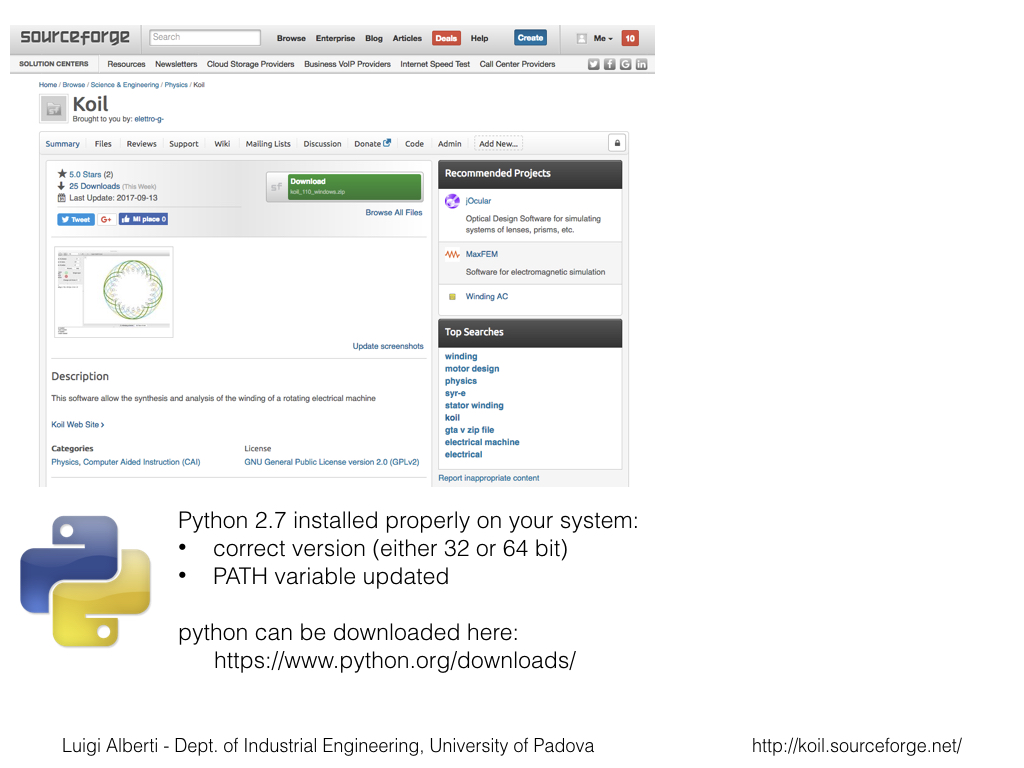 sourceforge
Search
Browse Enterprise Blog Articles Deals Help Create Me 10
SOLUTION CENTERS Resources Newsletters Cloud Storage Providers Business VoIP Providers Internet Speed Test Call Center Providers
Home / Browse / Science & Engineering / Physics / Koil
Koil
Brought to you by: elettro-g-
Summary Files Reviews Support Wiki Mailing Lists Discussion Donate Code Admin Add New...
5.0 Stars (2)
25 Downloads (This Week)
Last Update: 2017-09-13
Tweet G+ Mi piace 0
sf
Download
koil_110_windows.zip
Browse All Files
Update screenshots
Description
This software allow the synthesis and analysis of the winding of a rotating electrical machine
Koil Web Site ›
Categories
Physics, Computer Aided Instruction (CAI)
License
GNU General Public License version 2.0 (GPLv2)
Recommended Projects
jOcular
Optical Design Software for simulating
systems of lenses, prisms, etc.
MaxFEM
Software for electromagnetic simulation
Winding AC
Top Searches
winding
motor design
physics
syr-e
stator winding
koil
gta v zip file
electrical machine
electrical
Report inappropriate content
Python 2.7 installed properly on your system:
• correct version (either 32 or 64 bit)
• PATH variable updated
python can be downloaded here:
https://www.python.org/downloads/
Luigi Alberti - Dept. of Industrial Engineering, University of Padova
http://koil.sourceforge.net/